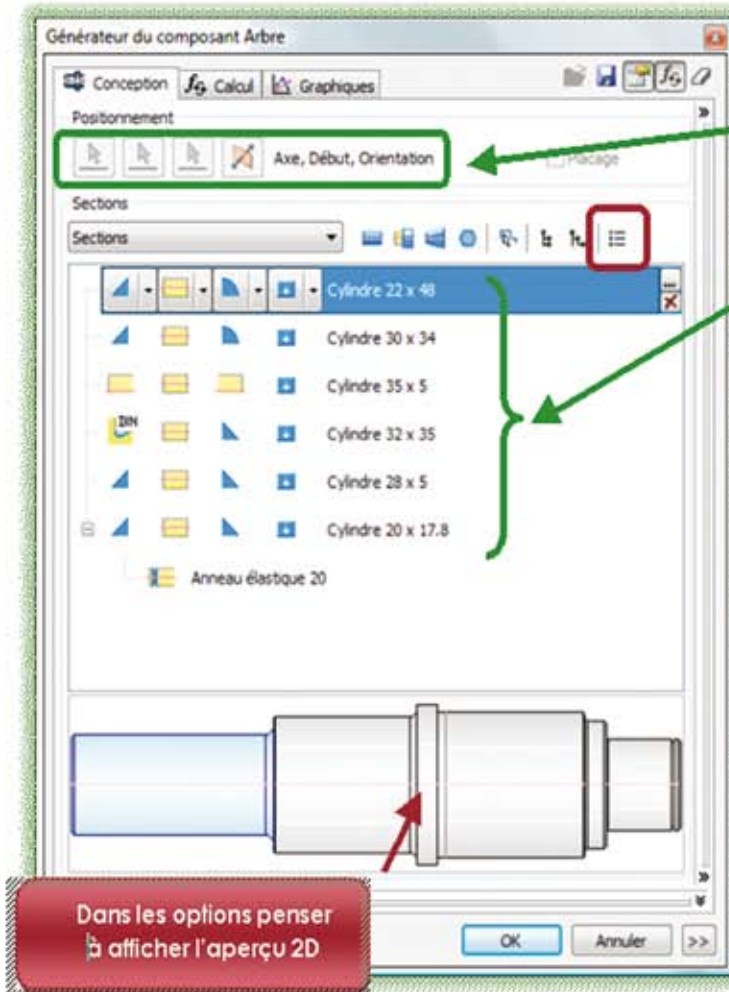 Générateur du composant Arbre
Conception fG Calcul Graphiques
Positionnement
Axe, Début, Orientation Placage
Sections
Sections
Cylindre 22 x 48
Cylindre 30 x 34
Cylindre 35 x 5
DIN
Cylindre 32 x 35
Cylindre 28 x 5
Cylindre 20 x 17.8
Anneau élastique 20
Dans les options penser
à afficher l'aperçu 2D
OK Annuler >>